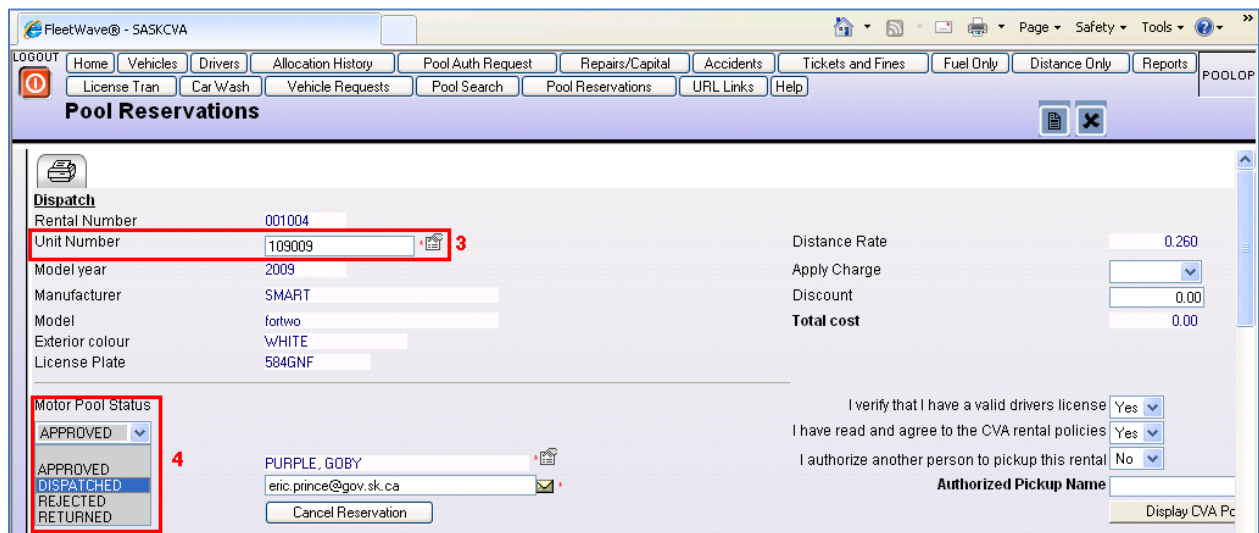 FleetWave® - SASKCVA
Page Safety Tools »
LOGOUT Home Vehicles Drivers Allocation History Pool Auth Request Repairs/Capital Accidents Tickets and Fines Fuel Only Distance Only Reports POOLOP
License Tran Car Wash Vehicle Requests Pool Search Pool Reservations URL Links Help
Pool Reservations
Dispatch
Rental Number 001004
Unit Number 109009 * 3 Distance Rate 0.260
Model year 2009 Apply Charge
Manufacturer SMART Discount 0.00
Model fortwo Total cost 0.00
Exterior colour WHITE
License Plate 584GNF
Motor Pool Status I verify that I have a valid drivers license Yes
APPROVED I have read and agree to the CVA rental policies Yes
APPROVED 4 PURPLE, GOBY * I authorize another person to pickup this rental No
DISPATCHED eric.prince@gov.sk.ca * Authorized Pickup Name
REJECTED
RETURNED Cancel Reservation Display CVA Po